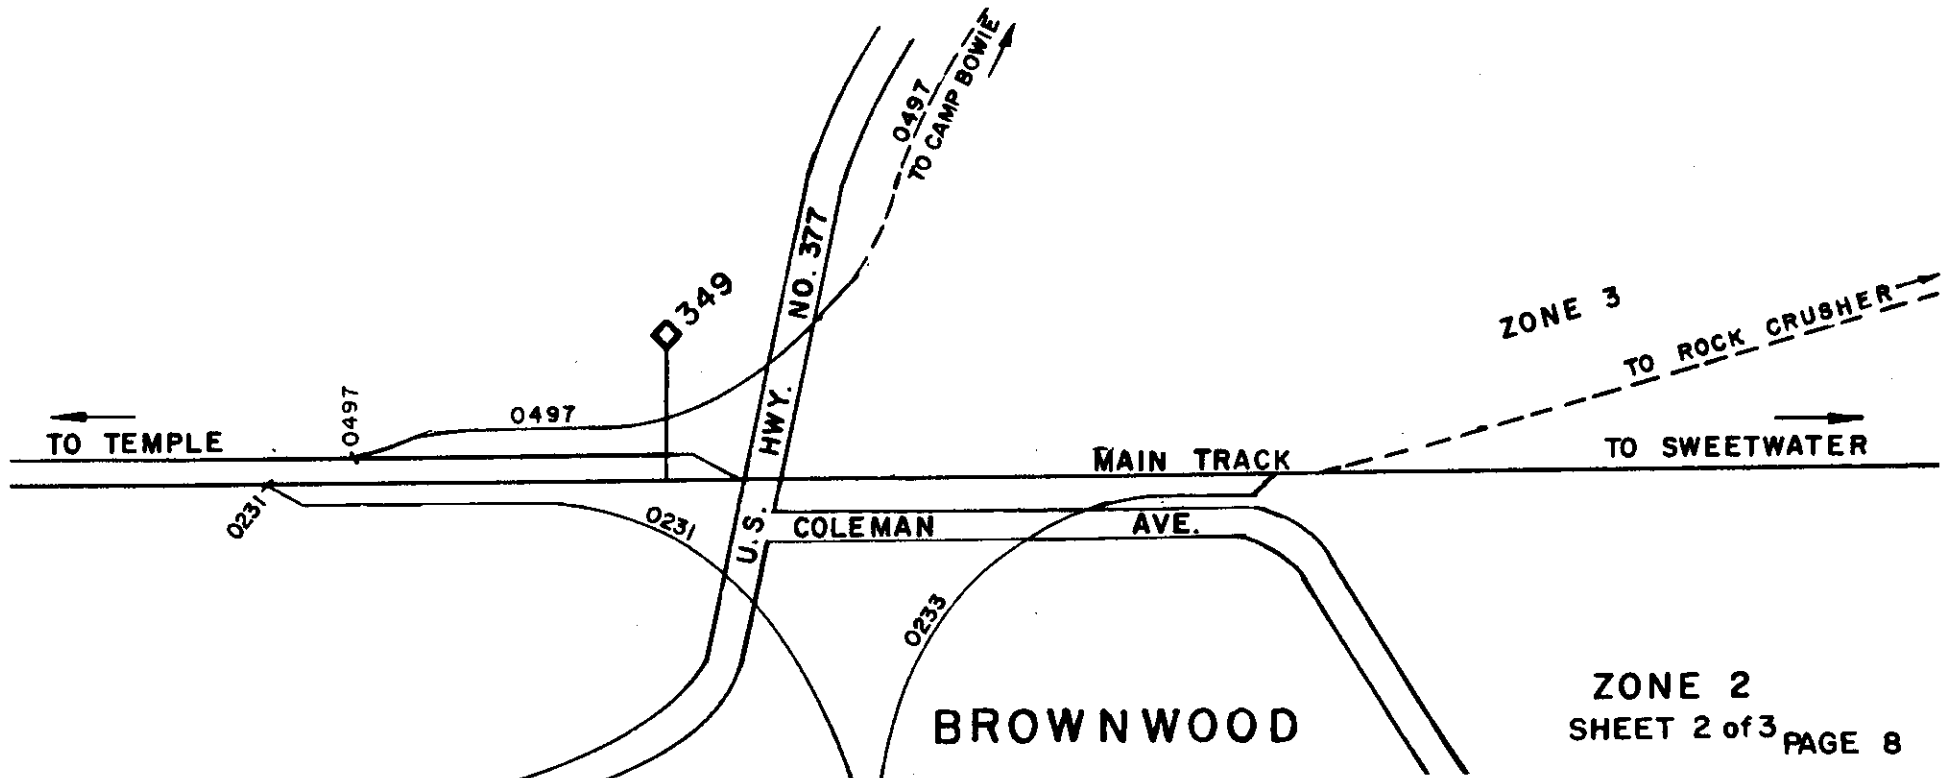 0497
TO CAMP BOWIE
NO. 377
349
ZONE 3
TO ROCK CRUSHER
0497
0497
HWY.
TO TEMPLE
MAIN TRACK
TO SWEETWATER
0231
0231
U.S.
COLEMAN AVE.
0233
BROWNWOOD
ZONE 2
SHEET 2 of 3
PAGE 8